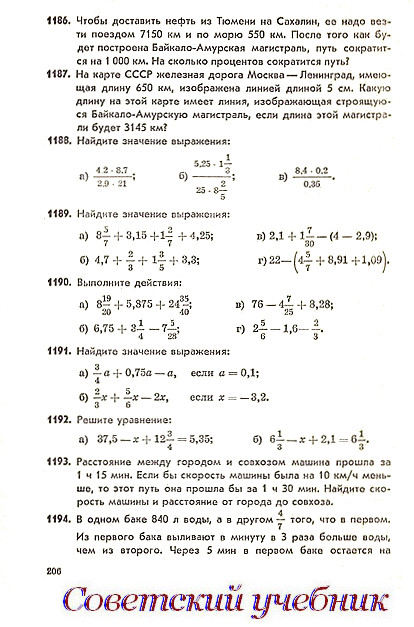 1186. Чтобы доставить нефть из Тюмени на Сахалин, ее надо вез-
ти поездом 7150 км и по морю 550 км. После того как бу-
дет построена Байкало-Амурская магистраль, путь сократит-
ся на 1 000 км. На сколько процентов сократится путь?
1187. На карте СССР железная дорога Москва — Ленинград, имею-
щая длину 650 км, изображена линией длиной 5 см. Какую
длину на этой карте имеет линия, изображающая строящую-
ся Байкало-Амурскую магистраль, если длина этой магистра-
ли будет 3145 км?
1188. Найдите значение выражения:
а) 4,2 · 8,7 / 2,9 · 21; б) 5,25 · 1 1/3 / 25 · 8 2/5 в) 8,4 · 0,2 / 0,36.
1189. Найдите значение выражения:
а) 8 5/7 + 3,15 + 1 2/7 + 4,25; в) 2,1 + 1 7/30 — (4 — 2,9);
б) 4,7 + 2/3 + 1 2/5 + 3,3; г) 22 — (4 5/7 + 8,91 + 1,09).
1190. Выполните действия:
а) 8 19/20 + 5,875 + 24 35/40; в) 76 — 4 7/25 + 8,28;
б) 6,75 + 3 1/4 — 7 5/28; г) 2 5/6 — 1,6 — 2/3.
1191. Найдите значение выражения:
а) 3/4 a + 0,75a — a, если a = 0,1;
б) 2/3 x + 5/6 x — 2x, если x = —3,2.
1192. Решите уравнение:
а) 37,5 — x + 12 3/4 = 5,35; б) 6 1/3 — x + 2,1 = 6 1/3.
1193. Расстояние между городом и совхозом машина прошла за
1 ч 15 мин. Если бы скорость машины была на 10 км/ч мень-
ше, то этот путь она прошла бы за 1 ч 30 мин. Найдите ско-
рость машины и расстояние от города до совхоза.
1194. В одном баке 840 л воды, а в другом 4/7 того, что в первом.
Из первого бака выливают в минуту в 3 раза больше воды,
чем из второго. Через 5 мин в первом баке остается на
206
Советский учебник